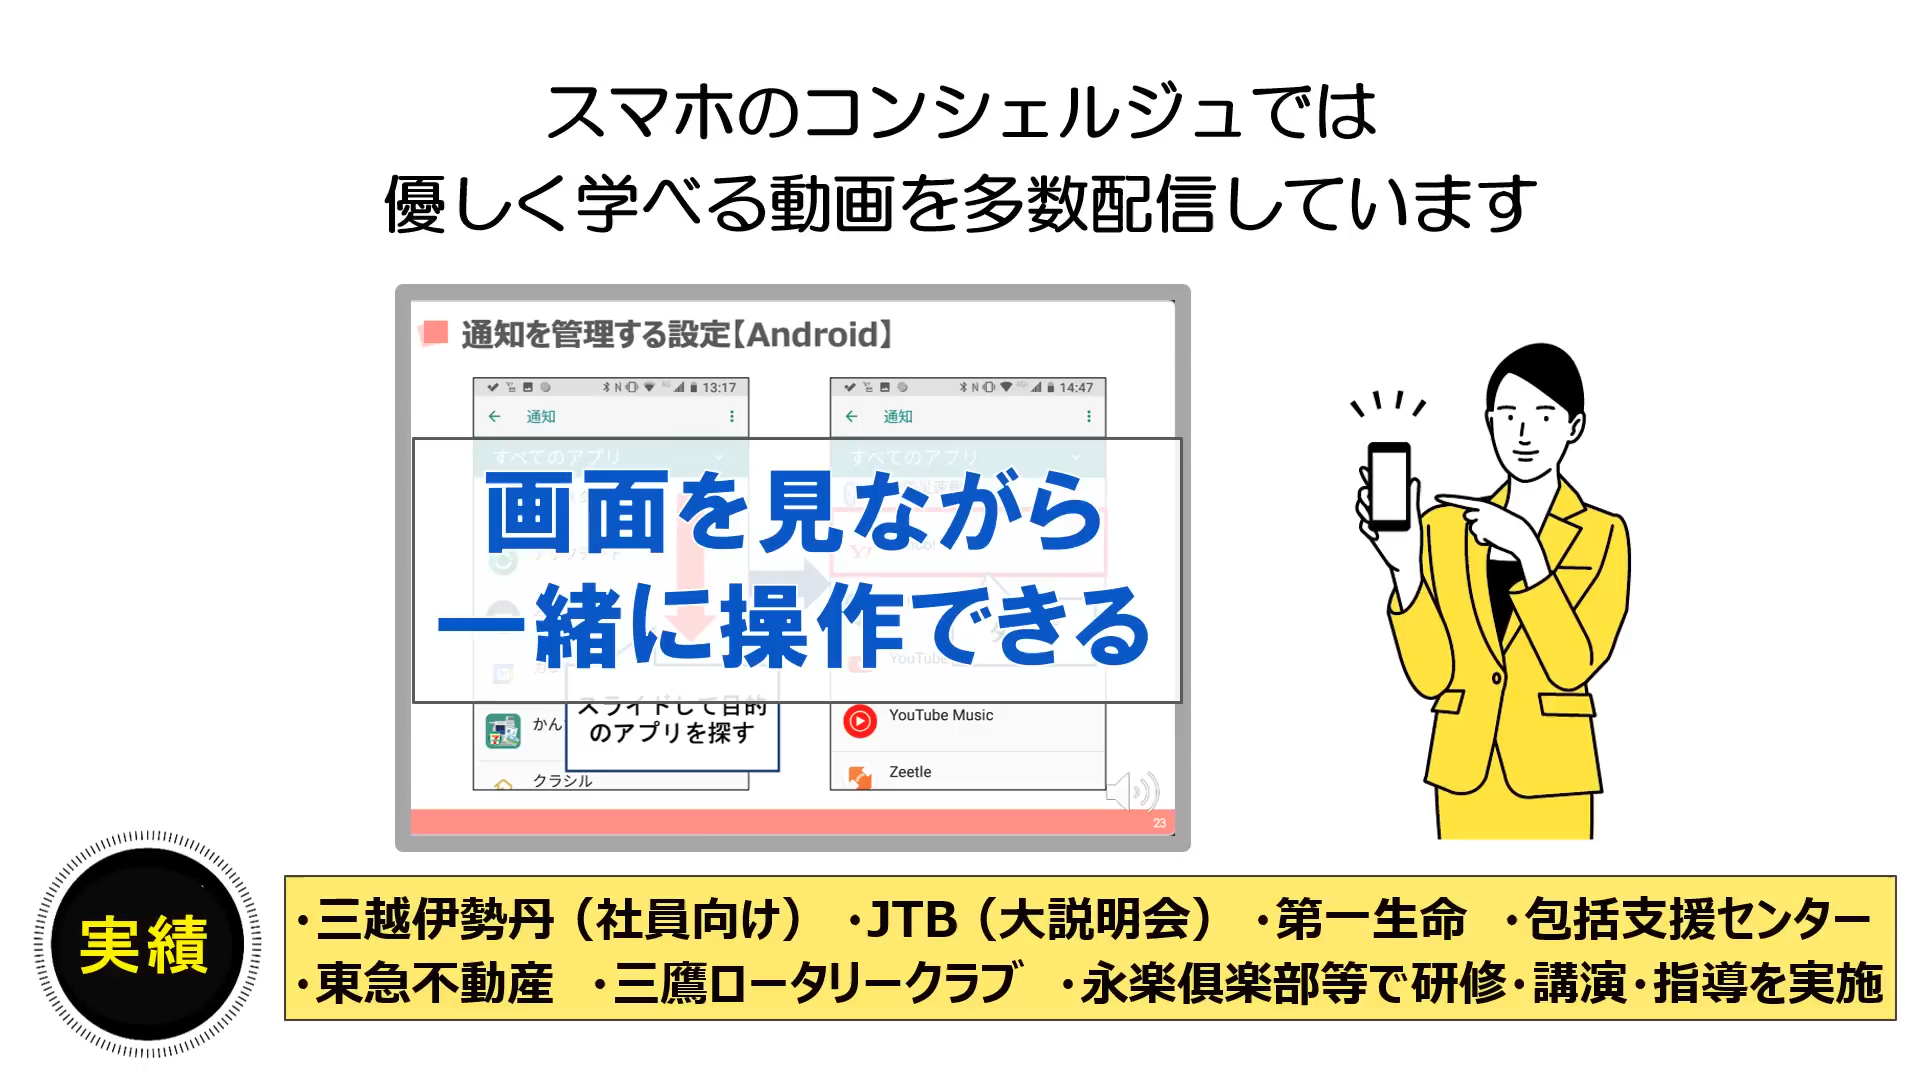 スマホのコンシェルジュでは
優しく学べる動画を多数配信しています
通知を管理する設定【Android】
13:17
通知
すべてのアプリ
14:47
通知
すべてのアプリ
画面を見ながら
一緒に操作できる
YouTube
かん
スライドして目的
のアプリを探す
クラシル
YouTube Music
Zeetle
23
実績
・三越伊勢丹（社員向け） ・JTB（大説明会） ・第一生命 ・包括支援センター
・東急不動産 ・三鷹ロータリークラブ ・永楽倶楽部等で研修・講演・指導を実施